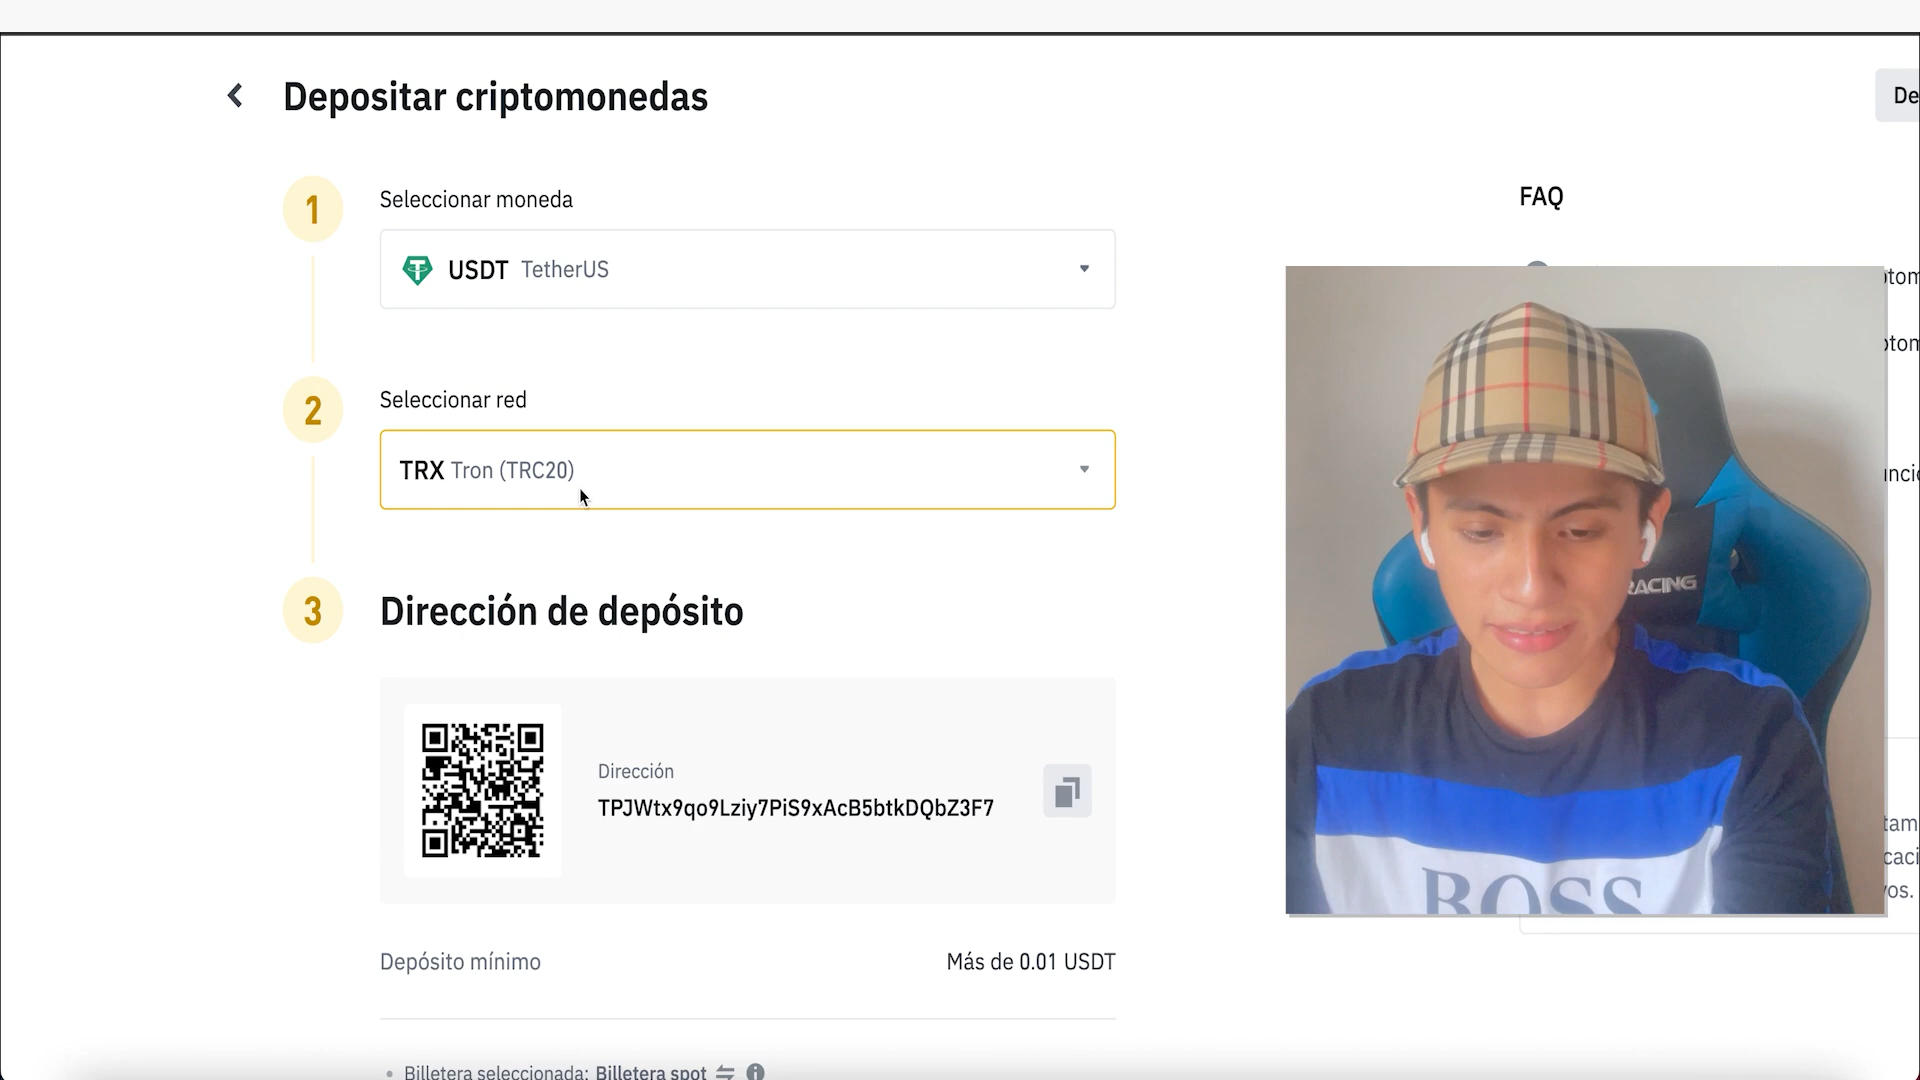 Depositar criptomonedas
De
1
Seleccionar moneda
USDT TetherUS
FAQ
2
Seleccionar red
TRX Tron (TRC20)
3
Dirección de depósito
Dirección
TPJWtx9qo9Lziy7PiS9xAcB5btkDQbZ3F7
Depósito mínimo
Más de 0.01 USDT
Billetera seleccionada: Billetera spot
RACING
BOSS